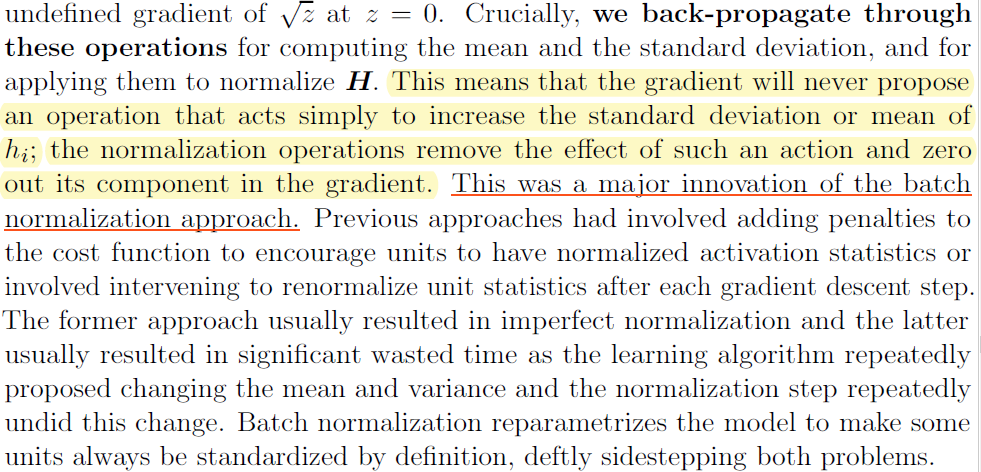 undefined gradient of √z at z = 0. Crucially, we back-propagate through
these operations for computing the mean and the standard deviation, and for
applying them to normalize H. This means that the gradient will never propose
an operation that acts simply to increase the standard deviation or mean of
hᵢ; the normalization operations remove the effect of such an action and zero
out its component in the gradient. This was a major innovation of the batch
normalization approach. Previous approaches had involved adding penalties to
the cost function to encourage units to have normalized activation statistics or
involved intervening to renormalize unit statistics after each gradient descent step.
The former approach usually resulted in imperfect normalization and the latter
usually resulted in significant wasted time as the learning algorithm repeatedly
proposed changing the mean and variance and the normalization step repeatedly
undid this change. Batch normalization reparametrizes the model to make some
units always be standardized by definition, deftly sidestepping both problems.